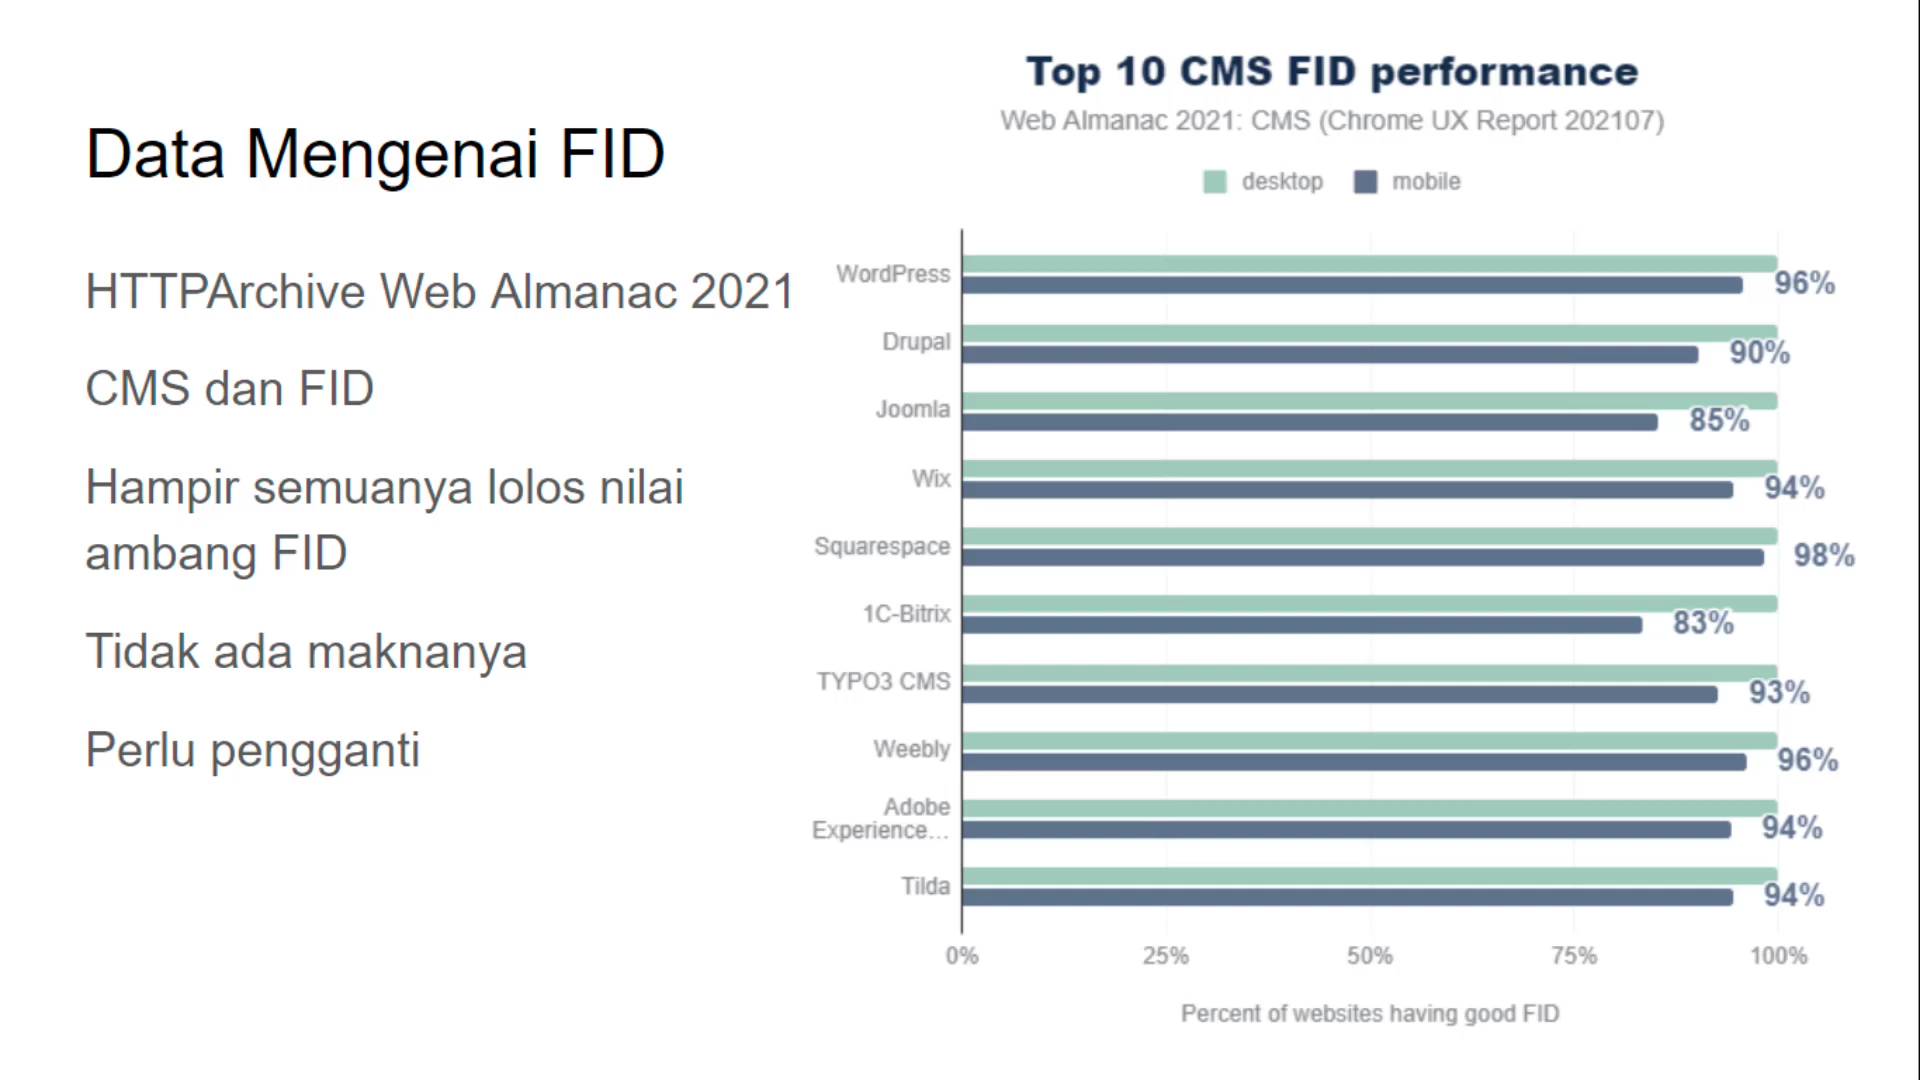 Data Mengenai FID
HTTPArchive Web Almanac 2021
CMS dan FID
Hampir semuanya lolos nilai
ambang FID
Tidak ada maknanya
Perlu pengganti
Top 10 CMS FID performance
Web Almanac 2021: CMS (Chrome UX Report 202107)
desktop mobile
WordPress 96%
Drupal 90%
Joomla 85%
Wix 94%
Squarespace 98%
1C-Bitrix 83%
TYPO3 CMS 93%
Weebly 96%
Adobe
Experience... 94%
Tilda 94%
0% 25% 50% 75% 100%
Percent of websites having good FID